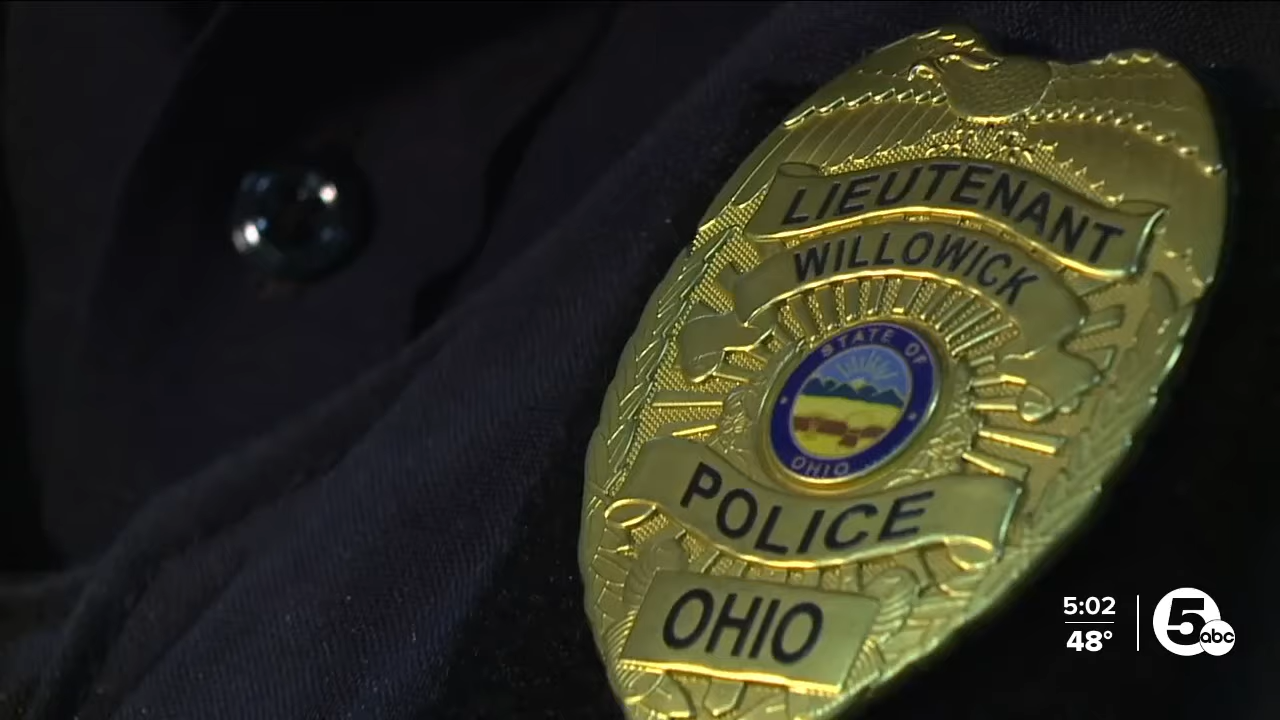 LIEUTENANT
WILLOWICK
STATE OF
OHIO
POLICE
OHIO
5:02
48°
5
abc